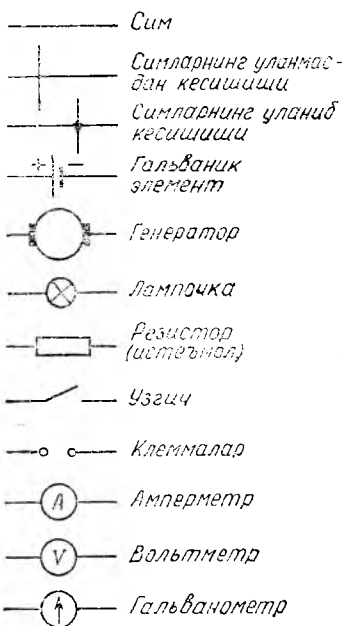 Сим
Симларнинг уланмас-
дан кесишиши
Симларнинг уланиб
кесишиши
+ −
Гальваник
элемент
Генератор
Лампочка
Резистор
(истеъмол)
Узгич
Клеммалар
А Амперметр
V Вольтметр
Гальванометр